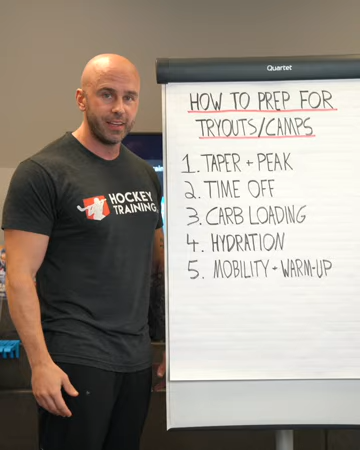 Quartet
HOW TO PREP FOR
TRYOUTS/CAMPS
1. TAPER + PEAK
2. TIME OFF
3. CARB LOADING
4. HYDRATION
5. MOBILITY + WARM-UP
HOCKEY
TRAINING